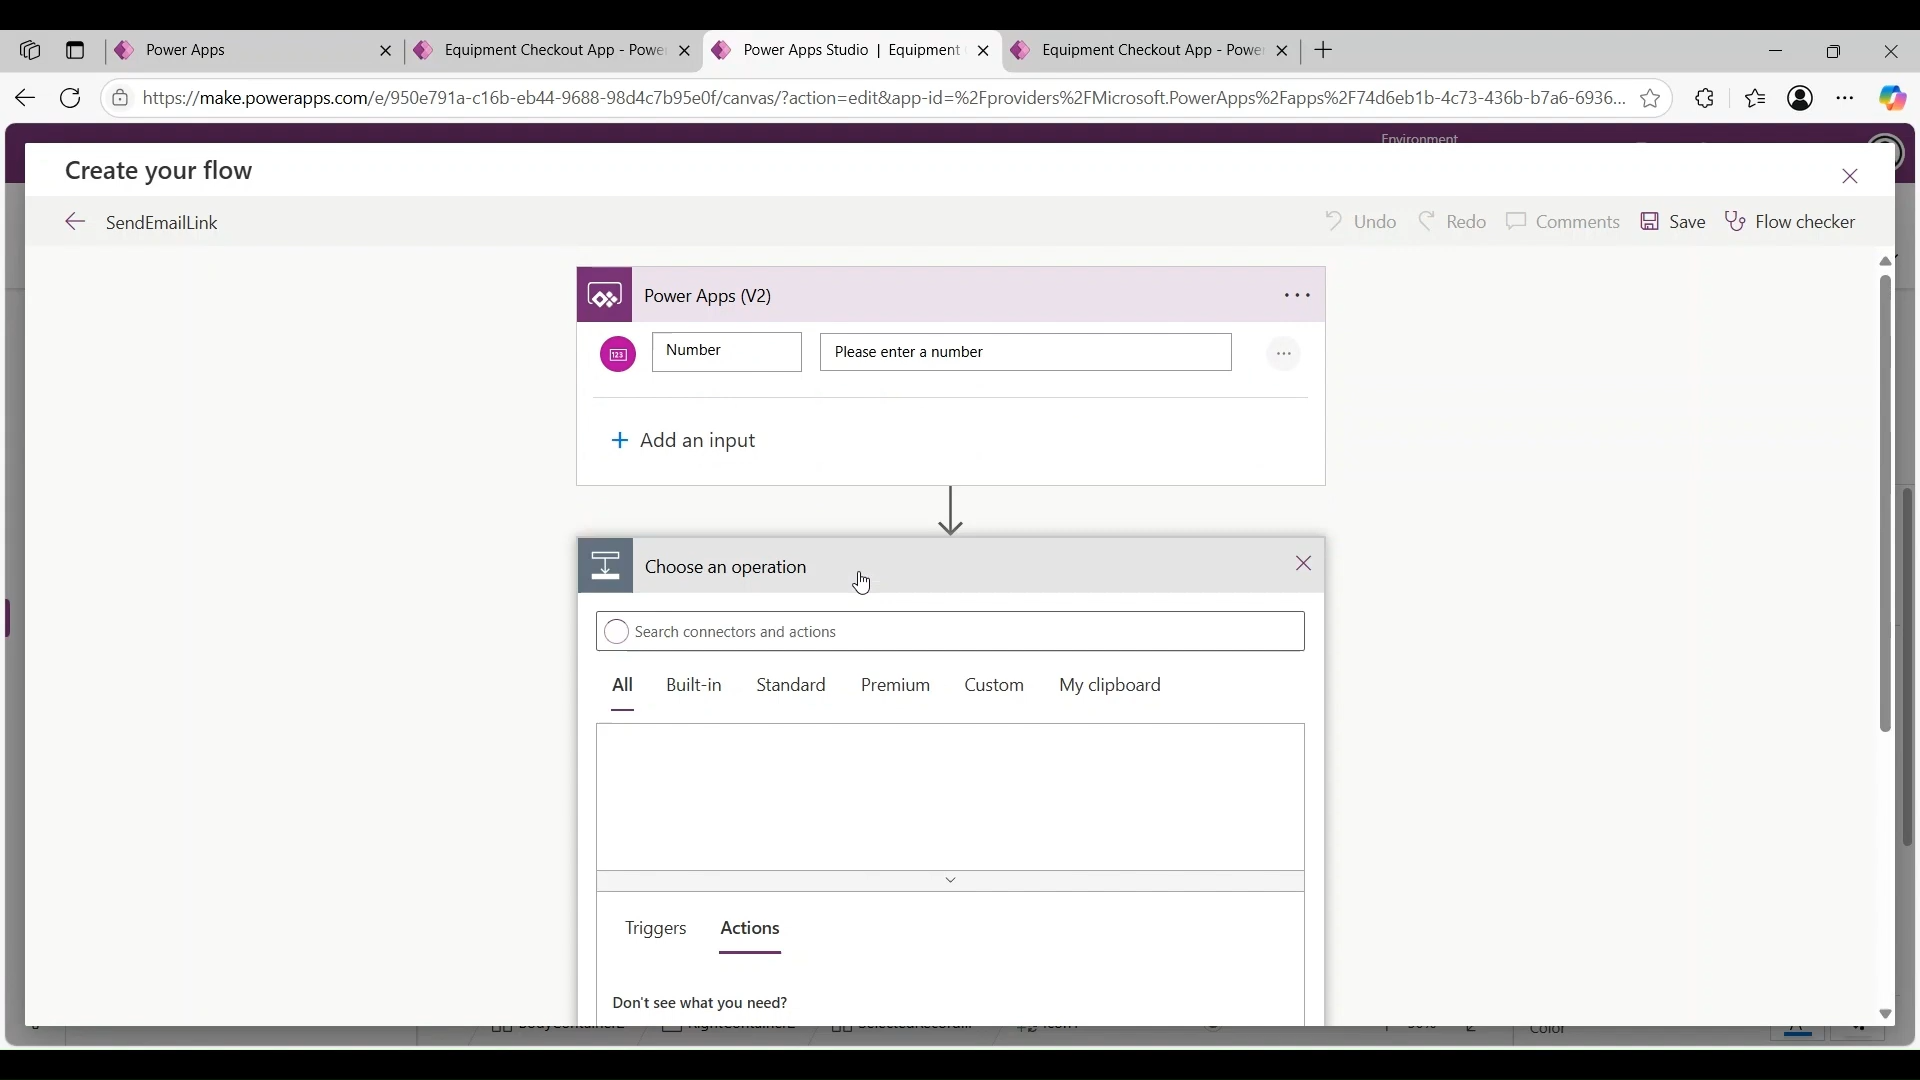 Power Apps
Equipment Checkout App - Powe
Power Apps Studio | Equipment
Equipment Checkout App - Powe
https://make.powerapps.com/e/950e791a-c16b-eb44-9688-98d4c7b95e0f/canvas/?action=edit&app-id=%2Fproviders%2FMicrosoft.PowerApps%2Fapps%2F74d6eb1b-4c73-436b-b7a6-6936...
Environment
Create your flow
SendEmailLink
Undo
Redo
Comments
Save
Flow checker
Power Apps (V2)
123
Number
Please enter a number
Add an input
Choose an operation
Search connectors and actions
All
Built-in
Standard
Premium
Custom
My clipboard
Triggers
Actions
Don't see what you need?
Color